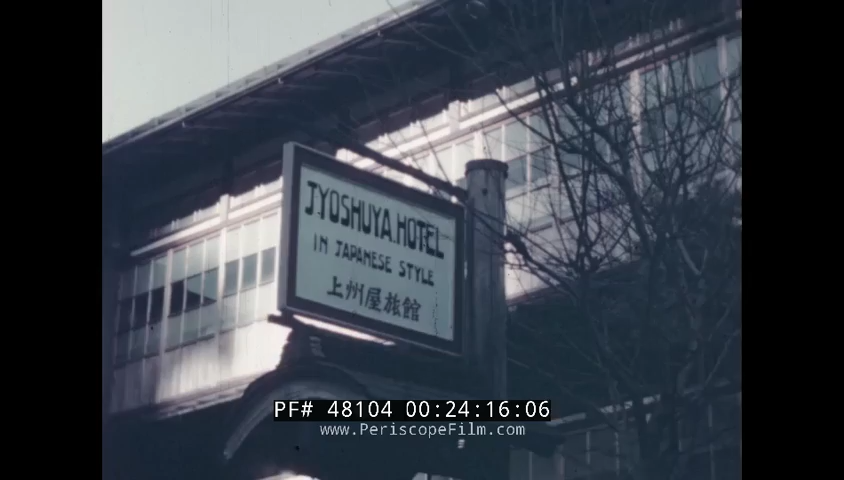 JYOSHUYA.HOTEL
IN JAPANESE STYLE
上州屋旅館
PF# 48104 00:24:16:06
www.PeriscopeFilm.com